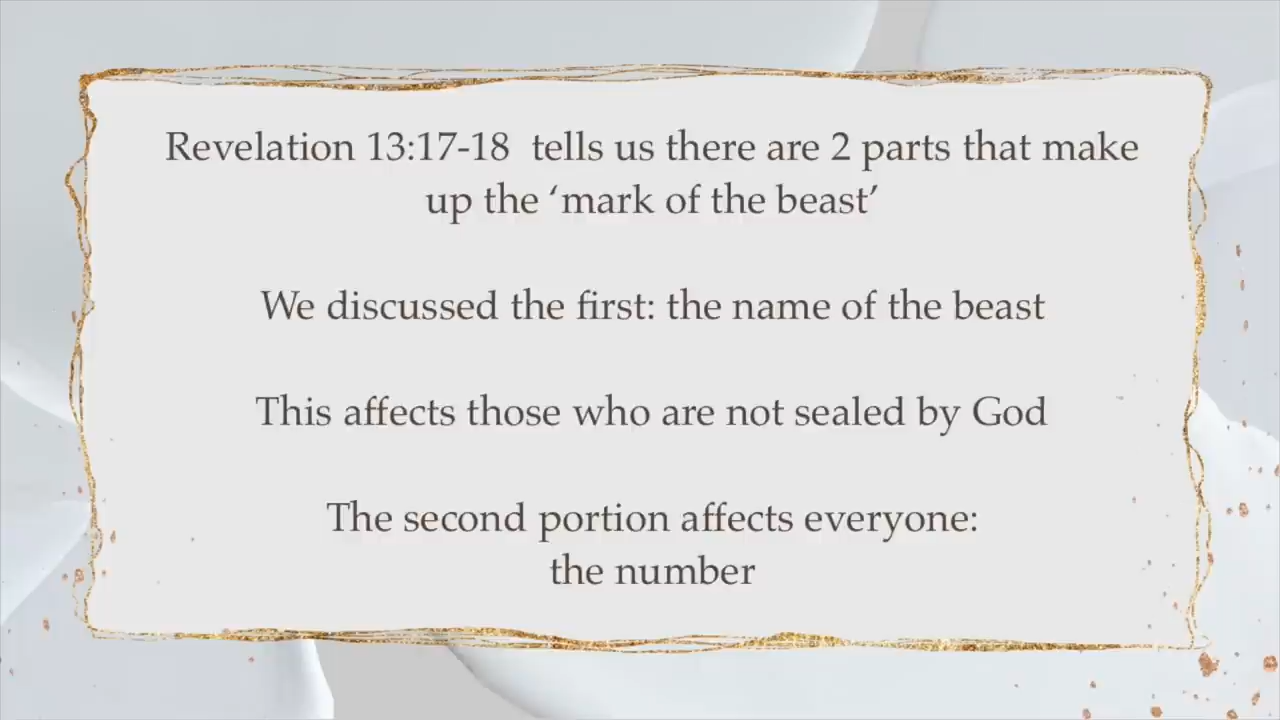 Revelation 13:17-18  tells us there are 2 parts that make
up the ‘mark of the beast’
We discussed the first: the name of the beast
This affects those who are not sealed by God
The second portion affects everyone:
the number